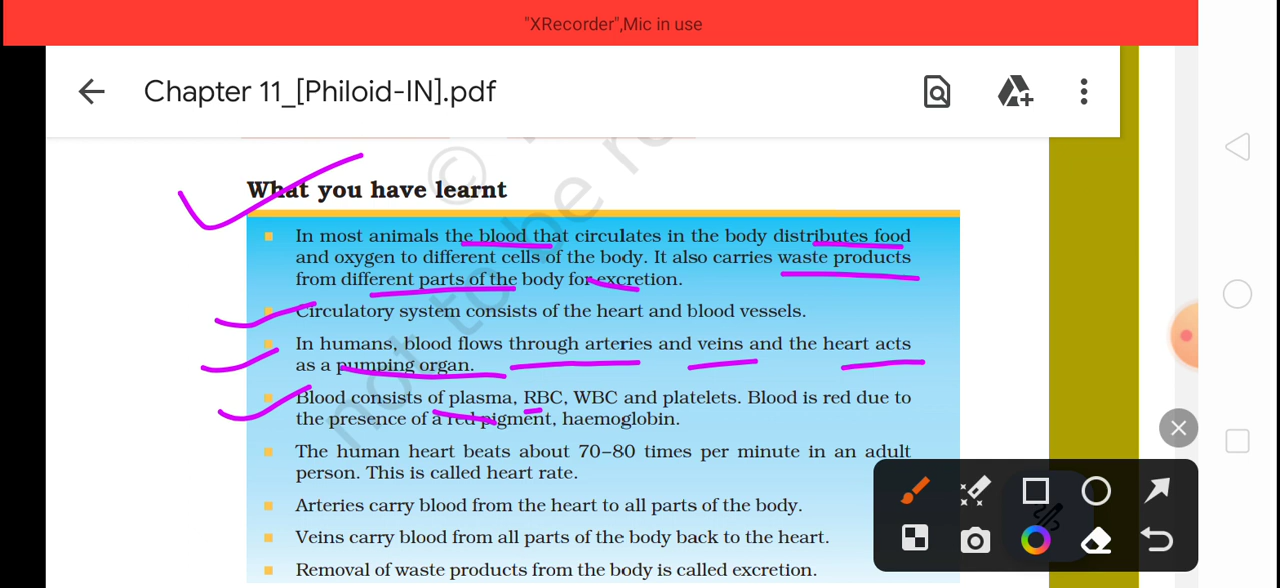 "XRecorder",Mic in use
Chapter 11_[Philoid-IN].pdf
What you have learnt
In most animals the blood that circulates in the body distributes food
and oxygen to different cells of the body. It also carries waste products
from different parts of the body for excretion.
Circulatory system consists of the heart and blood vessels.
In humans, blood flows through arteries and veins and the heart acts
as a pumping organ.
Blood consists of plasma, RBC, WBC and platelets. Blood is red due to
the presence of a red pigment, haemoglobin.
The human heart beats about 70–80 times per minute in an adult
person. This is called heart rate.
Arteries carry blood from the heart to all parts of the body.
Veins carry blood from all parts of the body back to the heart.
Removal of waste products from the body is called excretion.
©
not to be re